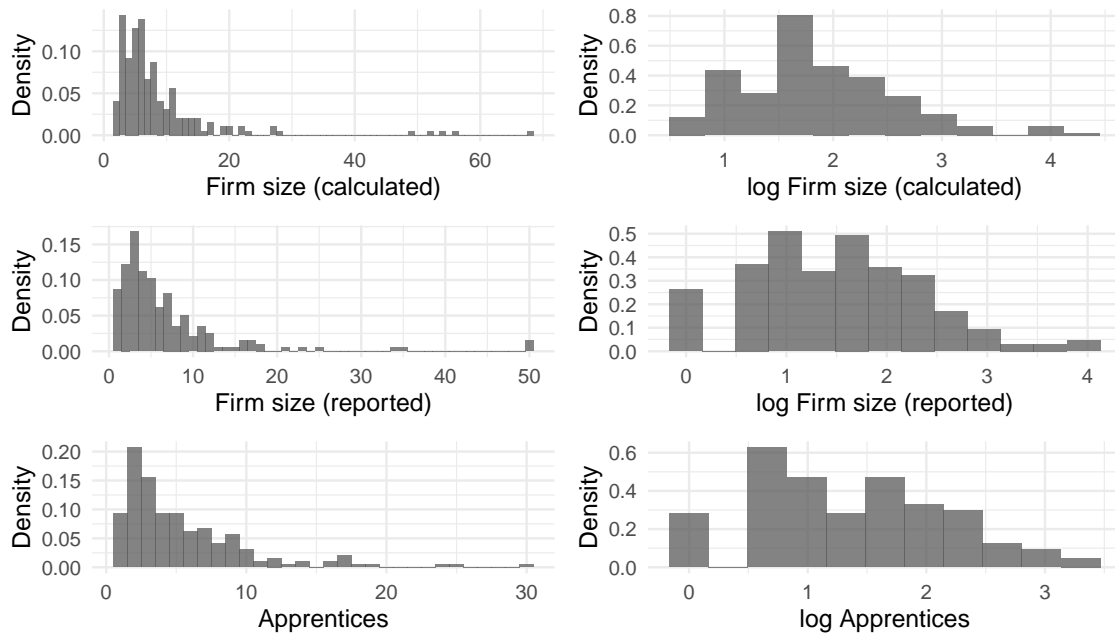 Density
0.10
0.05
0.00
0 20 40 60
Firm size (calculated)
Density
0.8
0.6
0.4
0.2
0.0
1 2 3 4
log Firm size (calculated)
Density
0.15
0.10
0.05
0.00
0 10 20 30 40 50
Firm size (reported)
Density
0.5
0.4
0.3
0.2
0.1
0.0
0 1 2 3 4
log Firm size (reported)
Density
0.20
0.15
0.10
0.05
0.00
0 10 20 30
Apprentices
Density
0.6
0.4
0.2
0.0
0 1 2 3
log Apprentices